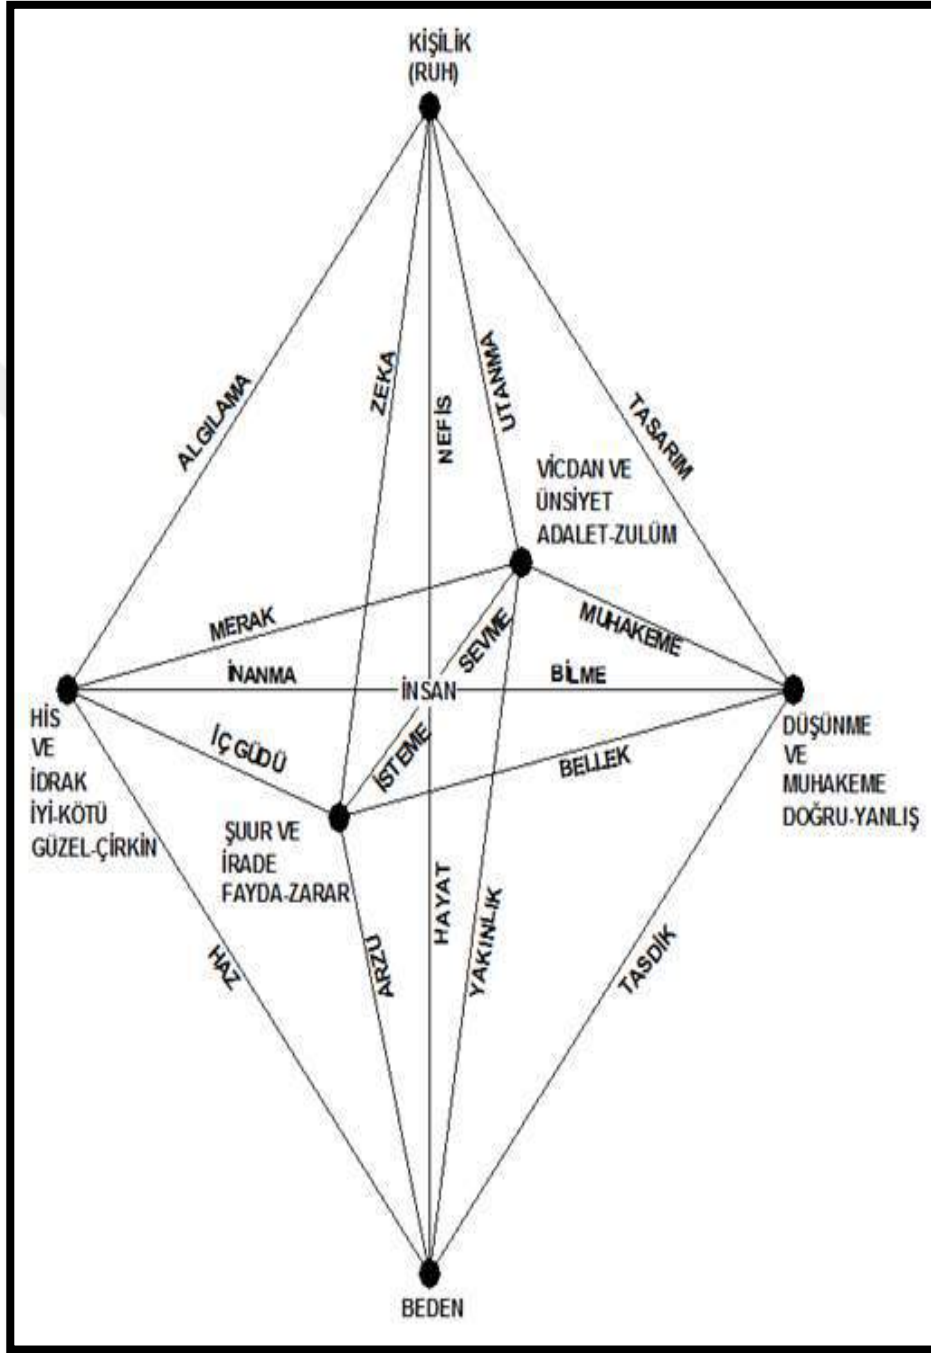 KİŞİLİK
(RUH)
ALGILAMA
ZEKA
NEFİS
UTANMA
TASARIM
VİCDAN VE
ÜNSİYET
ADALET-ZULÜM
MERAK
SEVME
MUHAKEME
İNANMA
İNSAN
BİLME
HİS
VE
İDRAK
İYİ-KÖTÜ
GÜZEL-ÇİRKİN
İÇ GÜDÜ
İSTEME
BELLEK
DÜŞÜNME
VE
MUHAKEME
DOĞRU-YANLIŞ
ŞUUR VE
İRADE
FAYDA-ZARAR
HAZ
ARZU
HAYAT
YAKINLIK
TASDİK
BEDEN